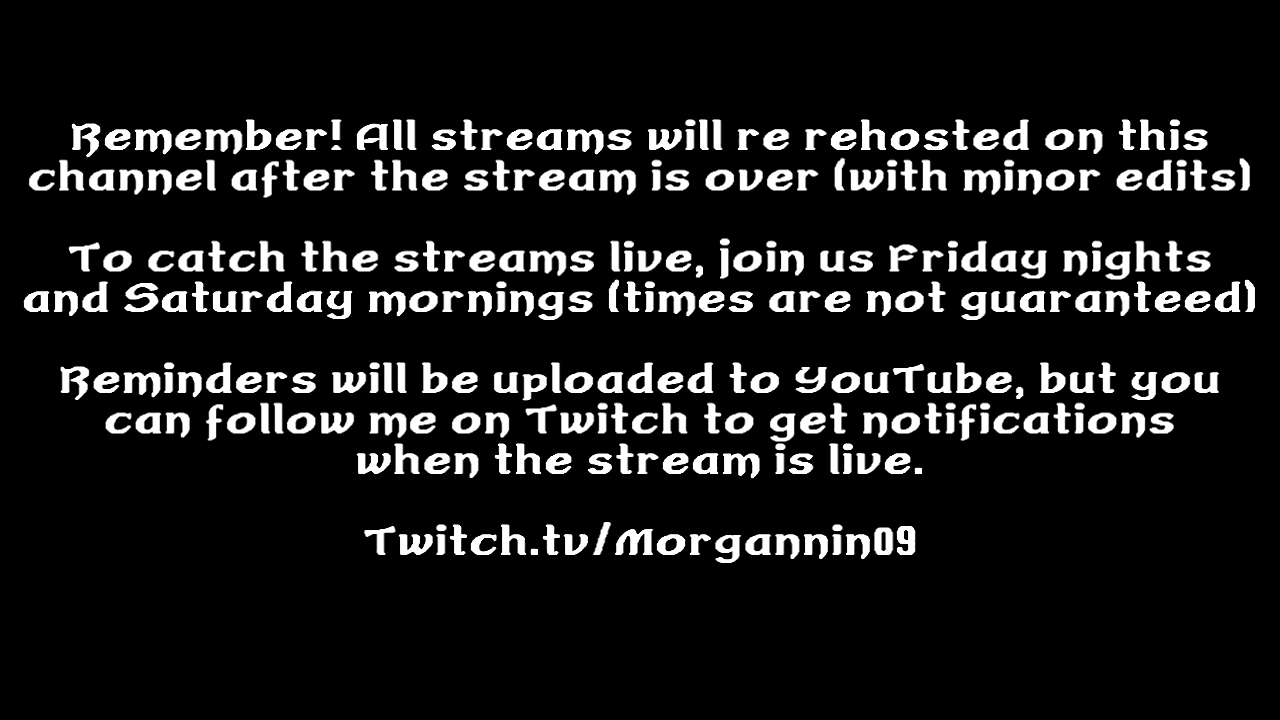 Remember! All streams will re rehosted on this
channel after the stream is over (with minor edits)
To catch the streams live, join us Friday nights
and Saturday mornings (times are not guaranteed)
Reminders will be uploaded to YouTube, but you
can follow me on Twitch to get notifications
when the stream is live.
Twitch.tv/Morgannin09